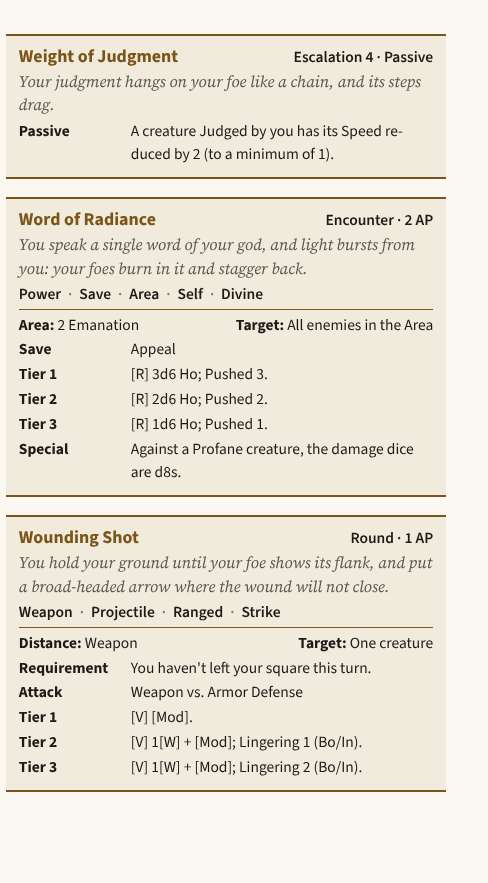 Weight of Judgment Escalation 4 · Passive
Your judgment hangs on your foe like a chain, and its steps
drag.
Passive A creature Judged by you has its Speed re-
duced by 2 (to a minimum of 1).
Word of Radiance Encounter · 2 AP
You speak a single word of your god, and light bursts from
you: your foes burn in it and stagger back.
Power · Save · Area · Self · Divine
Area: 2 Emanation Target: All enemies in the Area
Save Appeal
Tier 1 [R] 3d6 Ho; Pushed 3.
Tier 2 [R] 2d6 Ho; Pushed 2.
Tier 3 [R] 1d6 Ho; Pushed 1.
Special Against a Profane creature, the damage dice
are d8s.
Wounding Shot Round · 1 AP
You hold your ground until your foe shows its flank, and put
a broad-headed arrow where the wound will not close.
Weapon · Projectile · Ranged · Strike
Distance: Weapon Target: One creature
Requirement You haven't left your square this turn.
Attack Weapon vs. Armor Defense
Tier 1 [V] [Mod].
Tier 2 [V] 1[W] + [Mod]; Lingering 1 (Bo/In).
Tier 3 [V] 1[W] + [Mod]; Lingering 2 (Bo/In).